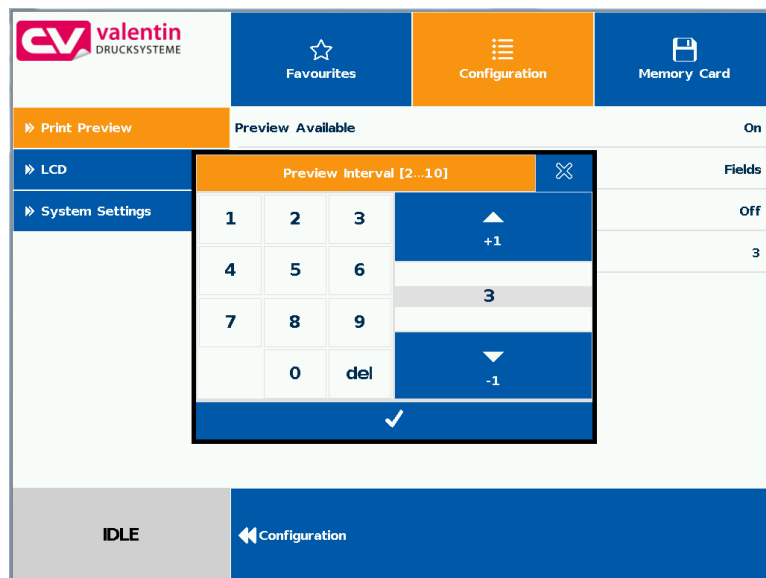 valentin
DRUCKSYSTEME
Favourites
Configuration
Memory Card
Print Preview
Preview Available On
LCD
Fields
System Settings
Off
3
Preview Interval [2...10]
1 2 3
+1
4 5 6
3
7 8 9
0 del
-1
IDLE
Configuration